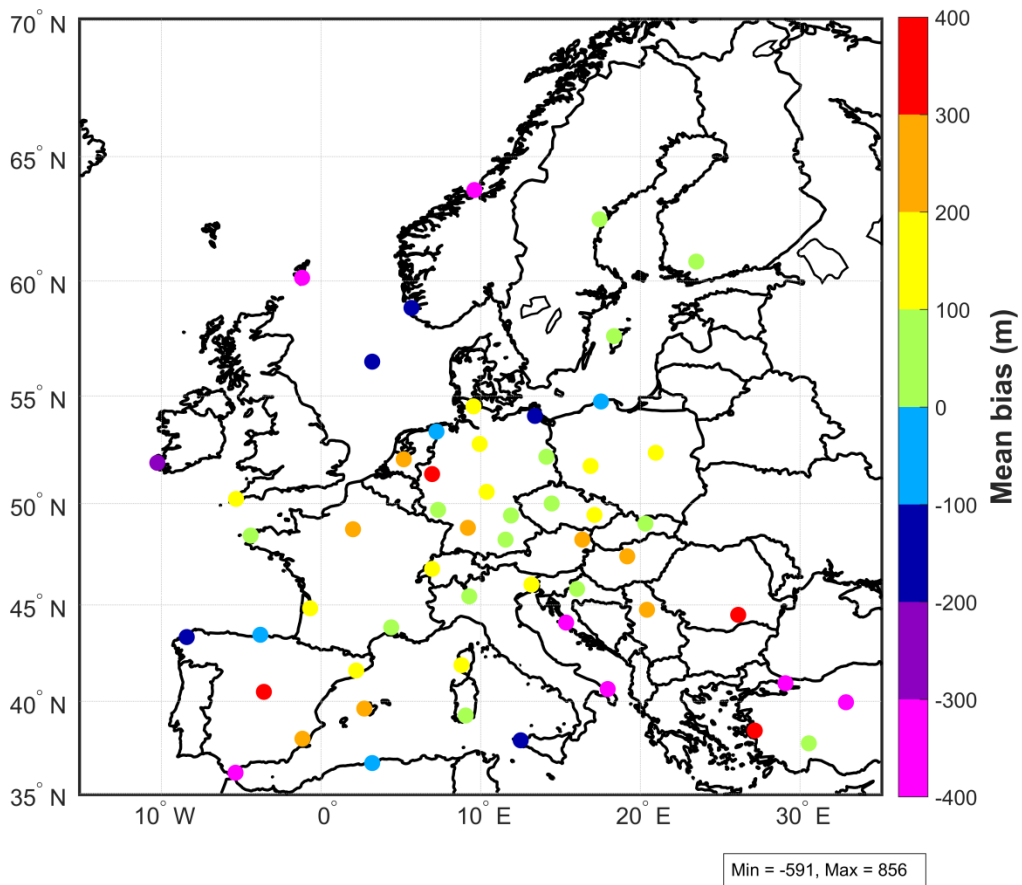 70° N
65° N
60° N
55° N
50° N
45° N
40° N
35° N
10° W
0°
10° E
20° E
30° E
400
300
200
100
0
-100
-200
-300
-400
Mean bias (m)
Min = -591, Max = 856